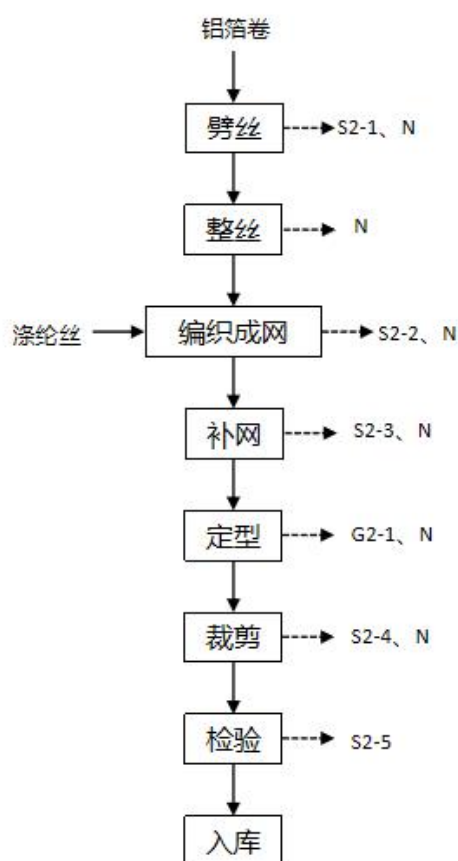 铝箔卷
劈丝
S2-1、N
整丝
N
涤纶丝
编织成网
S2-2、N
补网
S2-3、N
定型
G2-1、N
裁剪
S2-4、N
检验
S2-5
入库